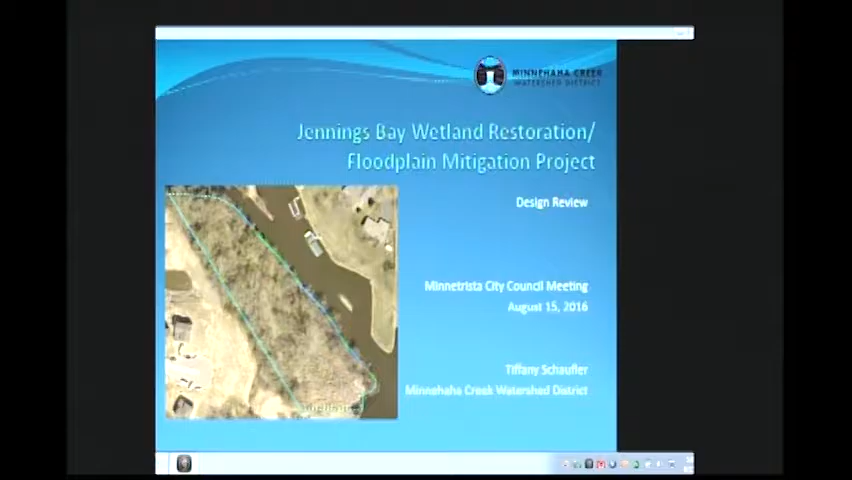 MINNEHAHA CREEK
WATERSHED DISTRICT
Jennings Bay Wetland Restoration/
Floodplain Mitigation Project
Design Review
Minnetrista City Council Meeting
August 15, 2016
Tiffany Schaufler
Minnehaha Creek Watershed District